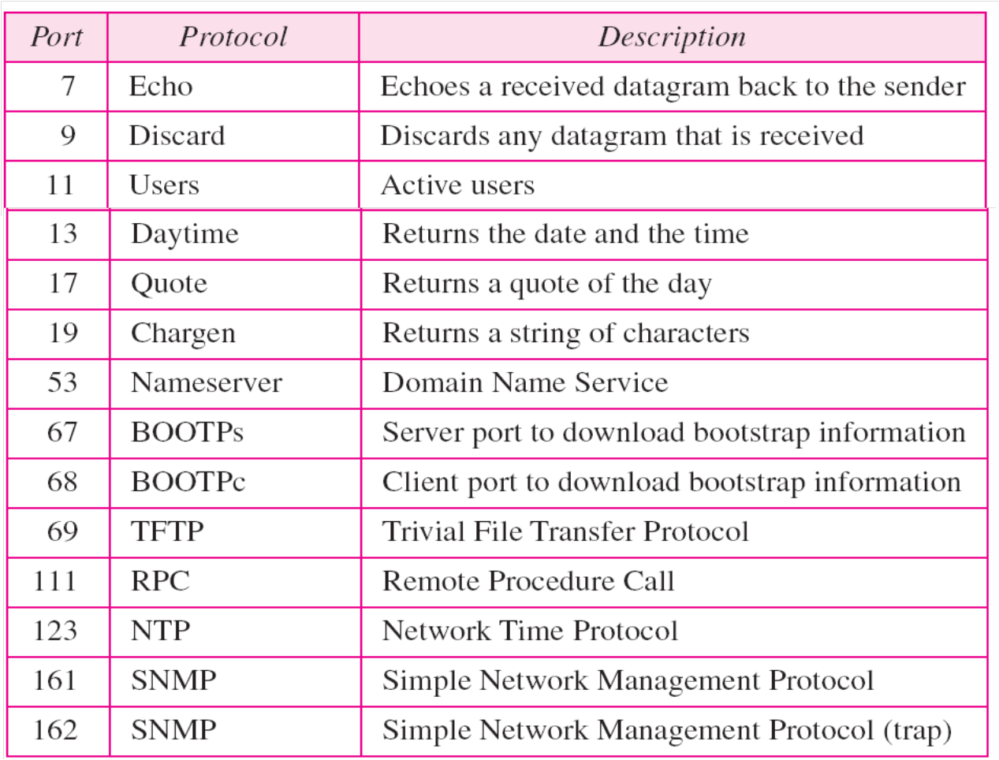 Port Protocol Description
7 Echo Echoes a received datagram back to the sender
9 Discard Discards any datagram that is received
11 Users Active users
13 Daytime Returns the date and the time
17 Quote Returns a quote of the day
19 Chargen Returns a string of characters
53 Nameserver Domain Name Service
67 BOOTPs Server port to download bootstrap information
68 BOOTPc Client port to download bootstrap information
69 TFTP Trivial File Transfer Protocol
111 RPC Remote Procedure Call
123 NTP Network Time Protocol
161 SNMP Simple Network Management Protocol
162 SNMP Simple Network Management Protocol (trap)